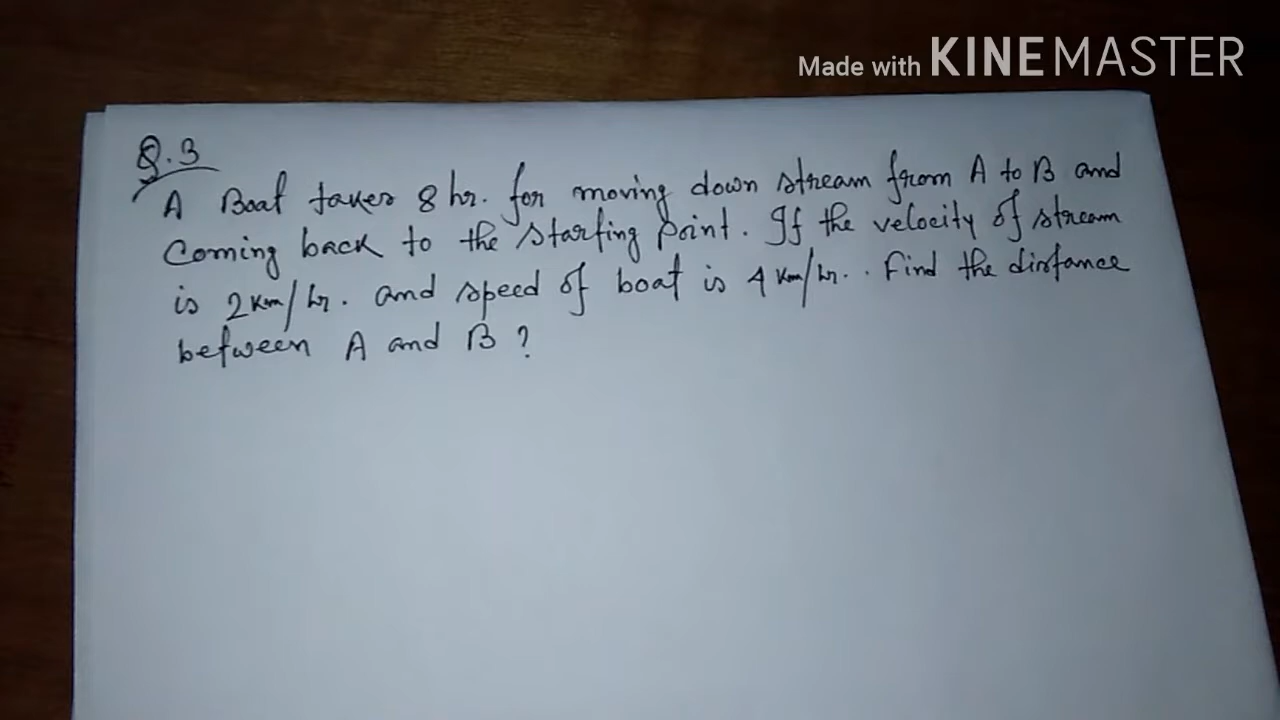 Made with KINEMASTER
Q.3
A Boat takes 8 hr. for moving down stream from A to B and
Coming back to the starting point. If the velocity of stream
is 2 km/hr. and speed of boat is 4 km/hr.. Find the distance
between A and B ?